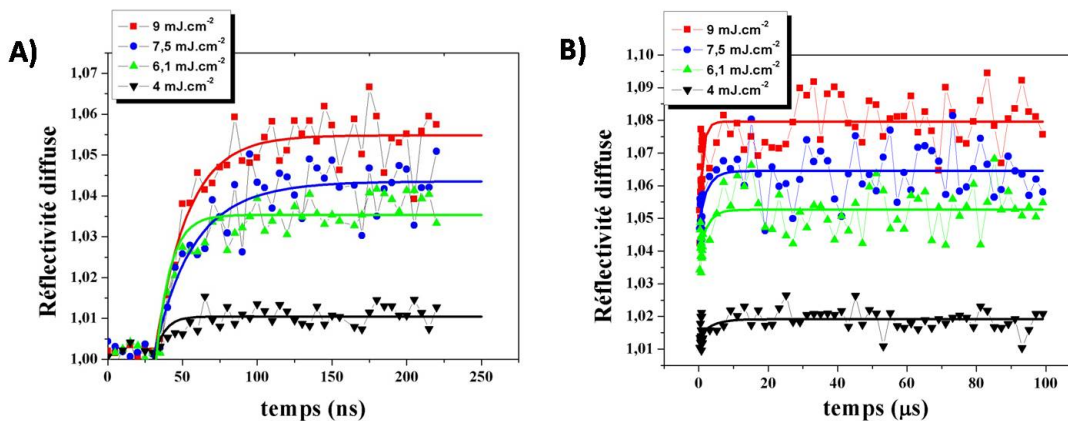 A)
9 mJ.cm-2
7,5 mJ.cm-2
6,1 mJ.cm-2
4 mJ.cm-2
Réflectivité diffuse
1,07
1,06
1,05
1,04
1,03
1,02
1,01
1,00
0 50 100 150 200 250
temps (ns)
B)
9 mJ.cm-2
7,5 mJ.cm-2
6,1 mJ.cm-2
4 mJ.cm-2
Réflectivité diffuse
1,10
1,09
1,08
1,07
1,06
1,05
1,04
1,03
1,02
1,01
0 20 40 60 80 100
temps (µs)